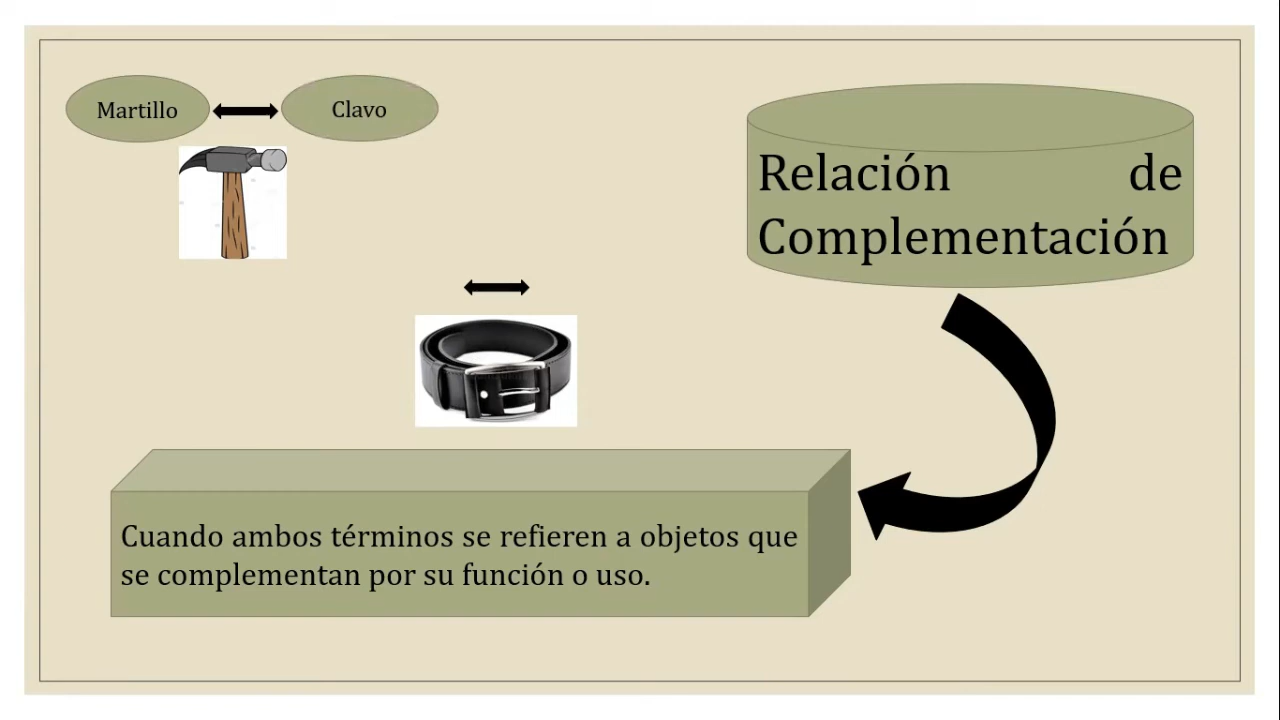 Martillo
Clavo
Relación de
Complementación
Cuando ambos términos se refieren a objetos que
se complementan por su función o uso.